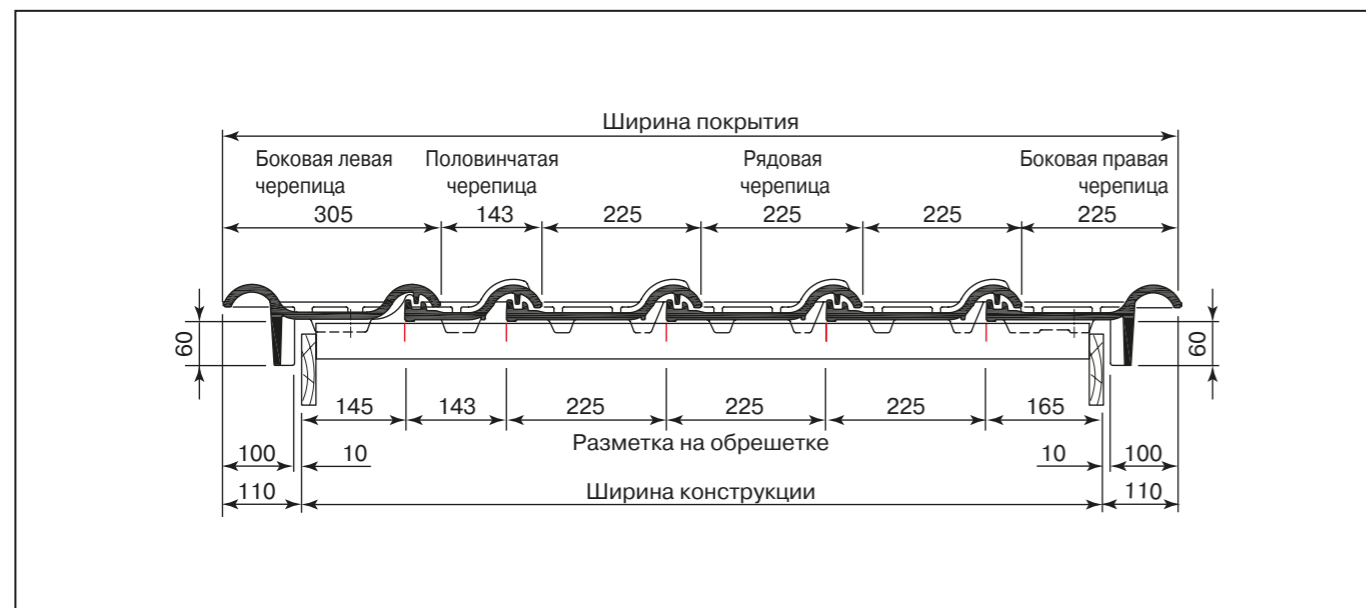 Ширина покрытия
Боковая левая черепица
Половинчатая черепица
Рядовая черепица
Боковая правая черепица
305 143 225 225 225 225
60 60
145 143 225 225 225 165
Разметка на обрешетке
100 10 10 100
110 Ширина конструкции 110